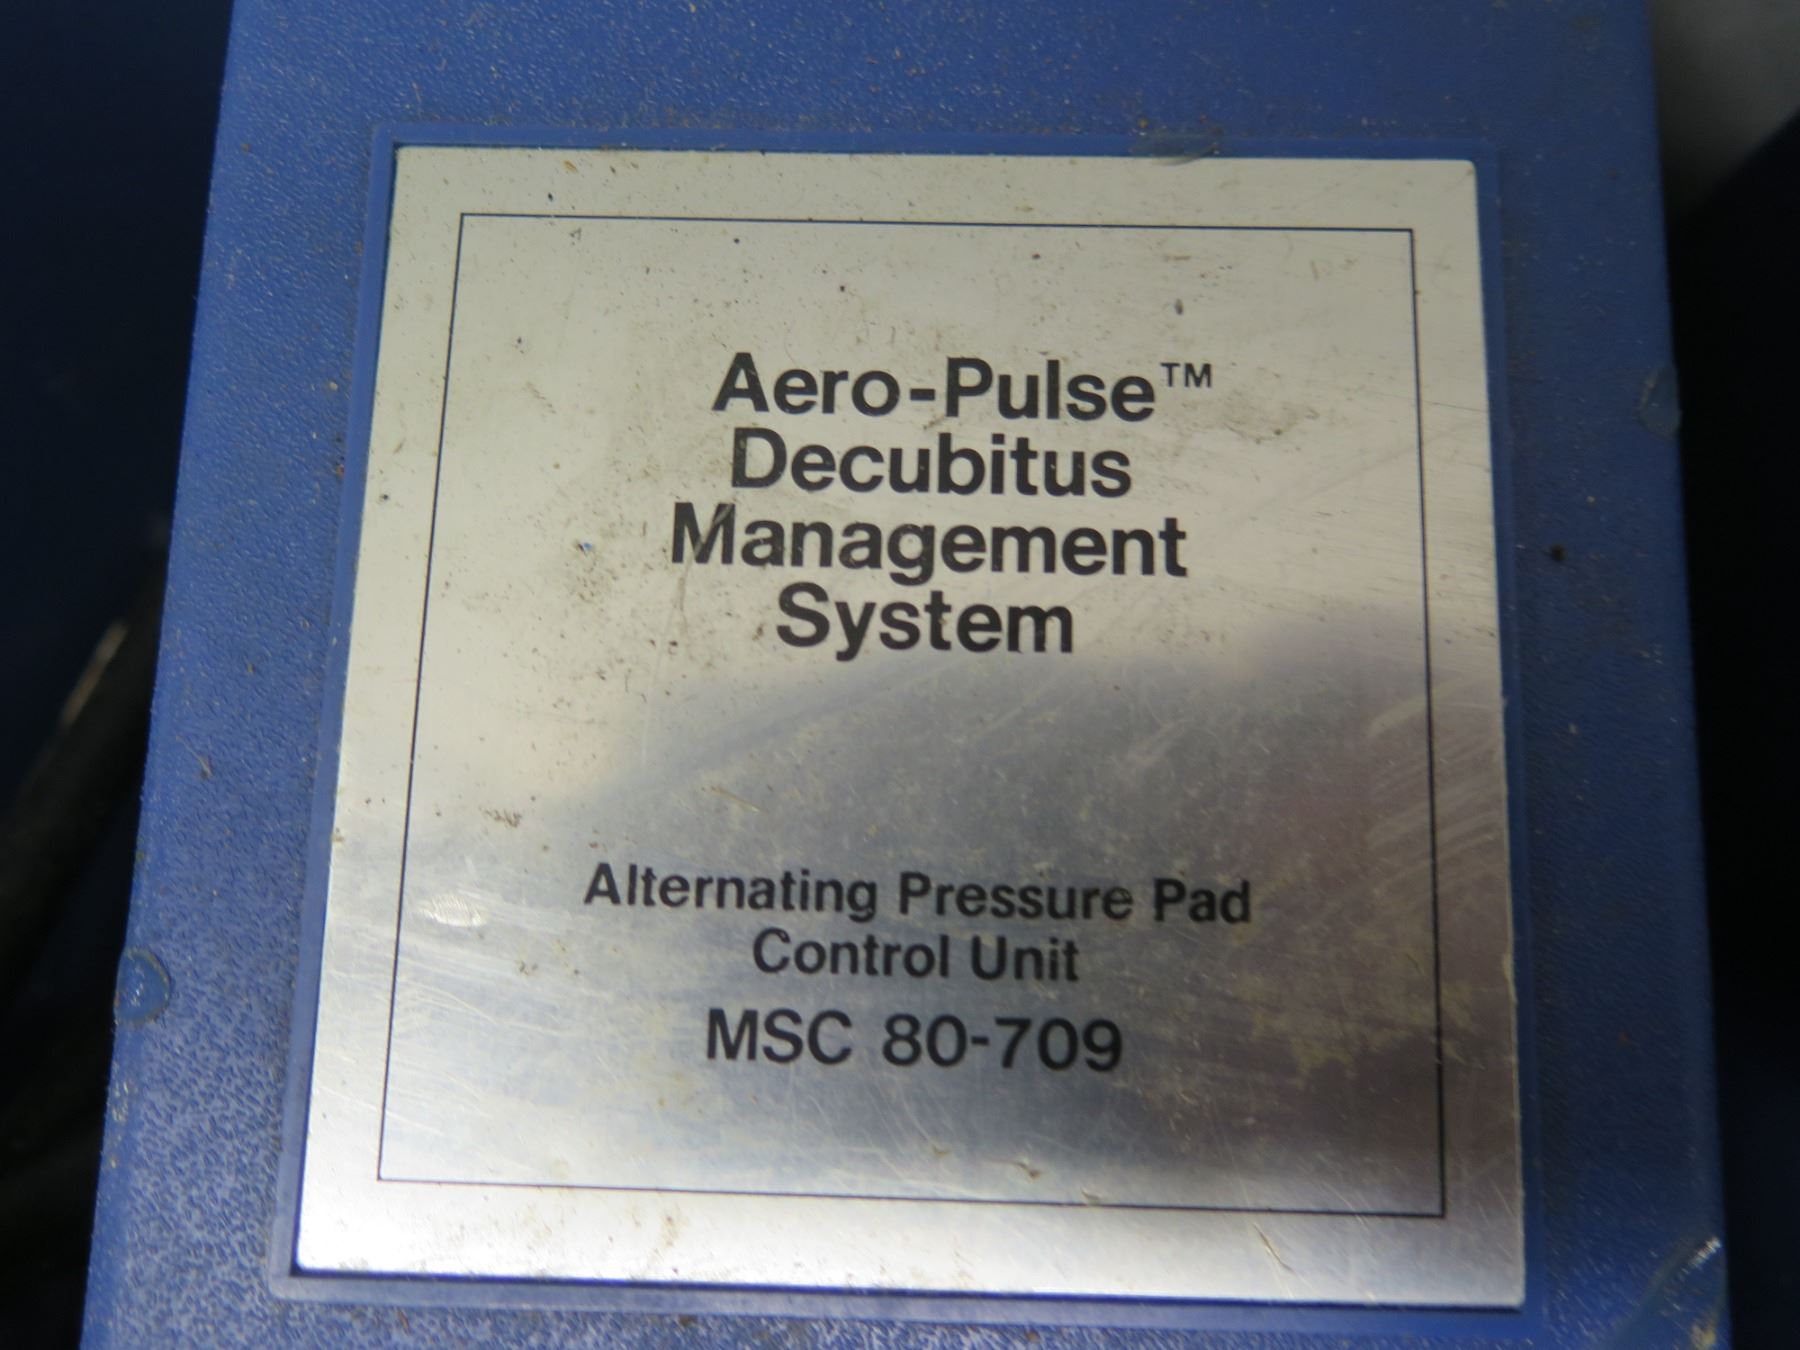 Aero-Pulse™
Decubitus
Management
System
Alternating Pressure Pad
Control Unit
MSC 80-709